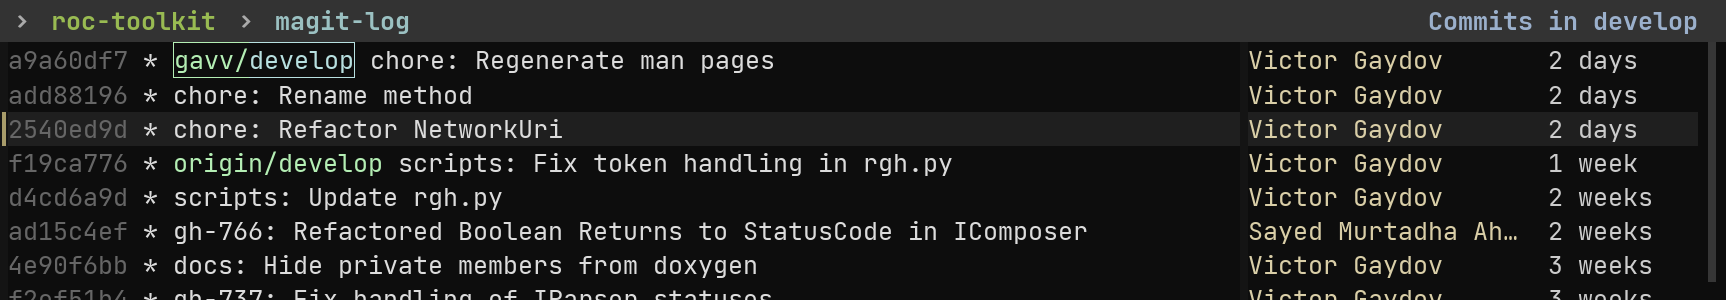 › roc-toolkit › magit-log Commits in develop
a9a60df7 * gavv/develop chore: Regenerate man pages Victor Gaydov 2 days
add88196 * chore: Rename method Victor Gaydov 2 days
2540ed9d * chore: Refactor NetworkUri Victor Gaydov 2 days
f19ca776 * origin/develop scripts: Fix token handling in rgh.py Victor Gaydov 1 week
d4cd6a9d * scripts: Update rgh.py Victor Gaydov 2 weeks
ad15c4ef * gh-766: Refactored Boolean Returns to StatusCode in IComposer Sayed Murtadha Ah… 2 weeks
4e90f6bb * docs: Hide private members from doxygen Victor Gaydov 3 weeks
* gh-737: Fix handling of IParser statuses Victor Gaydov 3 weeks